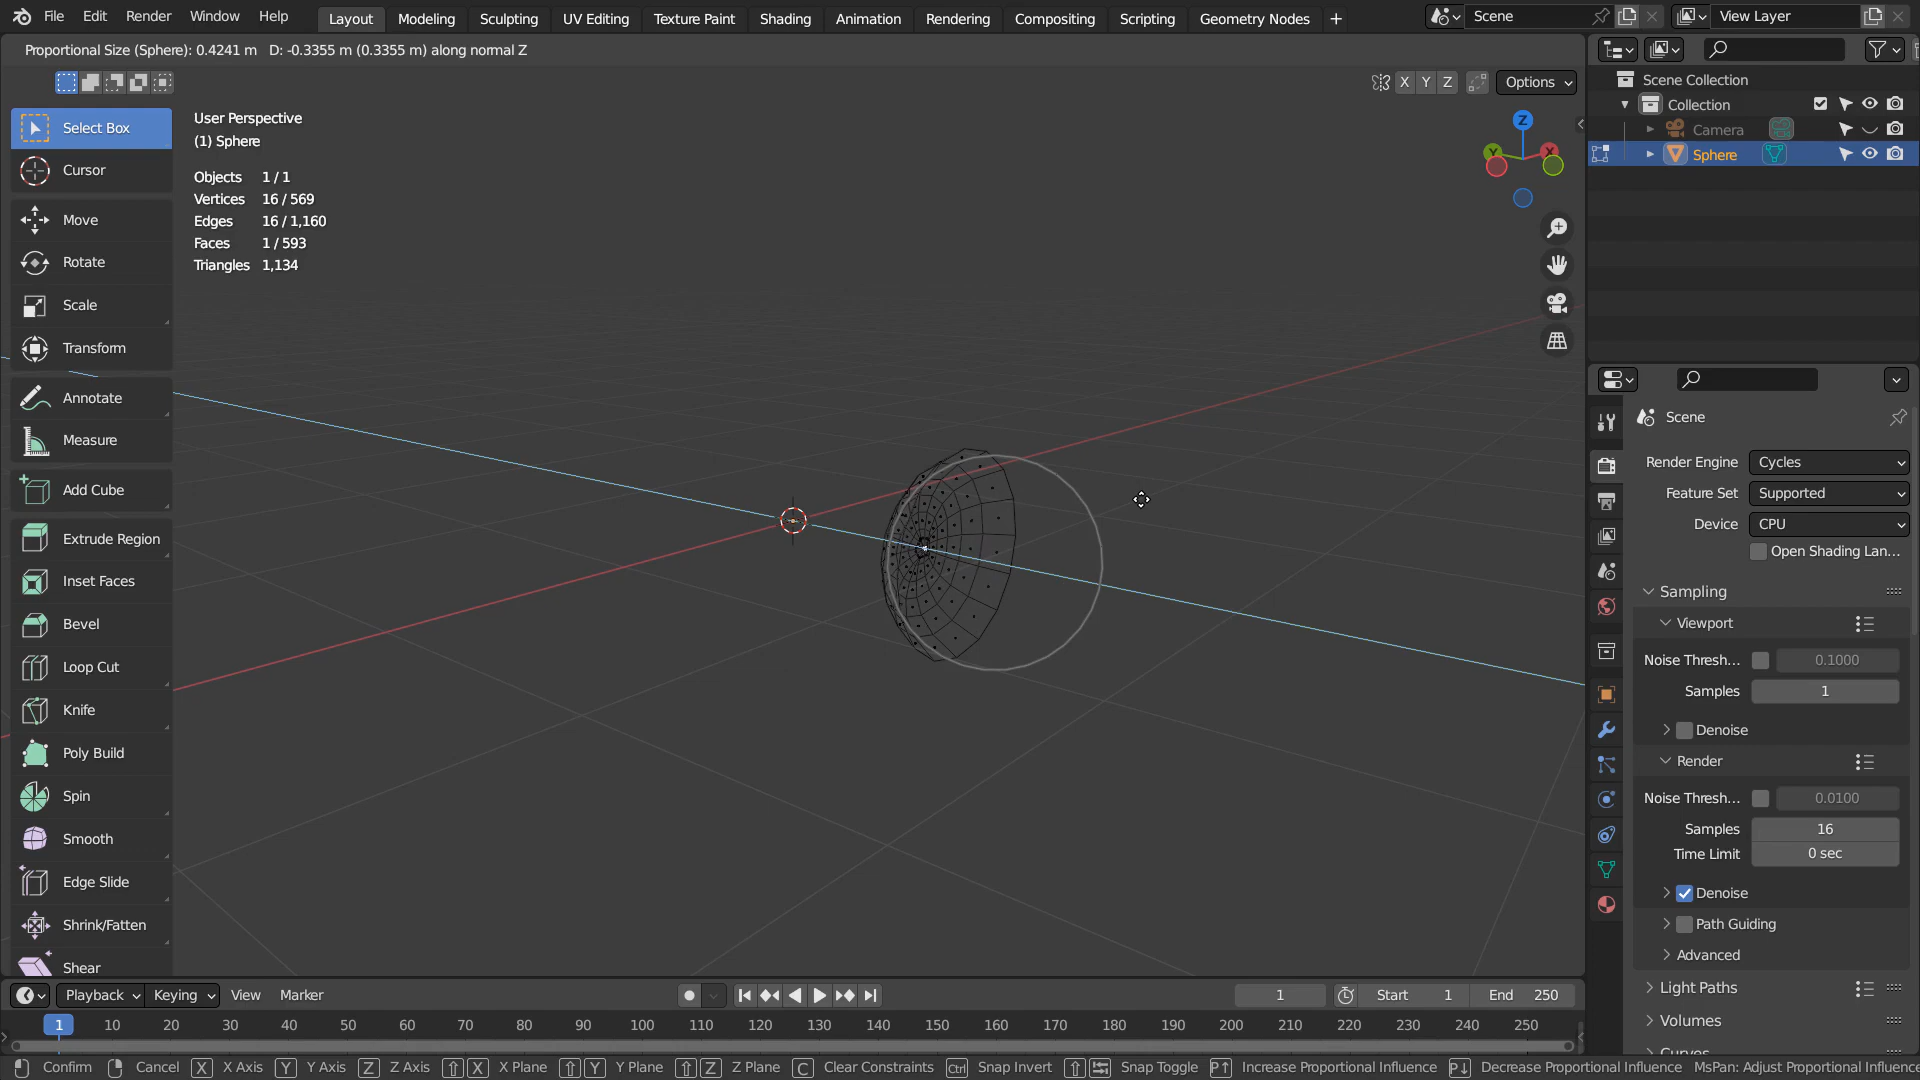 File Edit Render Window Help Layout Modeling Sculpting UV Editing Texture Paint Shading Animation Rendering Compositing Scripting Geometry Nodes + Scene View Layer
Proportional Size (Sphere): 0.4241 m D: -0.3355 m (0.3355 m) along normal Z
X Y Z Options
Select Box
Cursor
Move
Rotate
Scale
Transform
Annotate
Measure
Add Cube
Extrude Region
Inset Faces
Bevel
Loop Cut
Knife
Poly Build
Spin
Smooth
Edge Slide
Shrink/Fatten
Shear
User Perspective
(1) Sphere
Objects 1 / 1
Vertices 16 / 569
Edges 16 / 1,160
Faces 1 / 593
Triangles 1,134
Z
Y
X
Scene Collection
Collection
Camera
Sphere
Scene
Render Engine Cycles
Feature Set Supported
Device CPU
Open Shading Lan...
Sampling
Viewport
Noise Thresh... 0.1000
Samples 1
Denoise
Render
Noise Thresh... 0.0100
Samples 16
Time Limit 0 sec
Denoise
Path Guiding
Advanced
Light Paths
Volumes
Curves
Playback Keying View Marker 1 Start 1 End 250
1 10 20 30 40 50 60 70 80 90 100 110 120 130 140 150 160 170 180 190 200 210 220 230 240 250
Confirm Cancel X X Axis Y Y Axis Z Z Axis X X Plane Y Y Plane Z Z Plane C Clear Constraints Ctrl Snap Invert Snap Toggle P↑ Increase Proportional Influence P↓ Decrease Proportional Influence MsPan: Adjust Proportional Influence